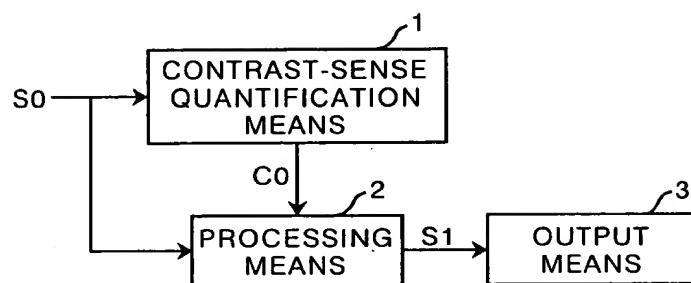 1
CONTRAST-SENSE
QUANTIFICATION
MEANS
S0
C0
2
PROCESSING
MEANS
S1
3
OUTPUT
MEANS